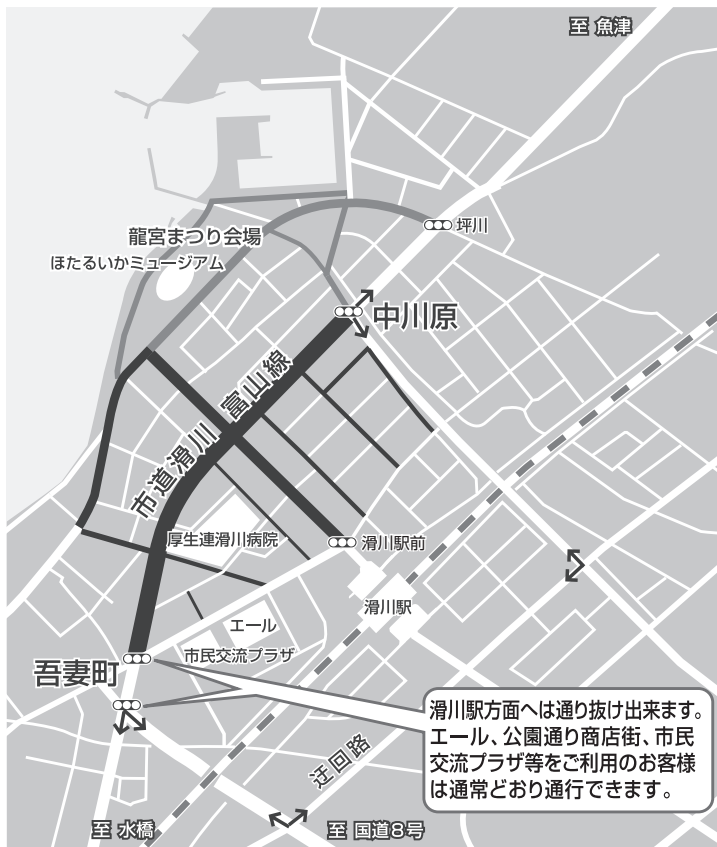 至 魚津
坪川
龍宮まつり会場
ほたるいかミュージアム
中川原
市道滑川 富山線
厚生連滑川病院
滑川駅前
滑川駅
エール
市民交流プラザ
吾妻町
滑川駅方面へは通り抜け出来ます。
エール、公園通り商店街、市民
交流プラザ等をご利用のお客様
は通常どおり通行できます。
迂回路
至 水橋
至 国道8号